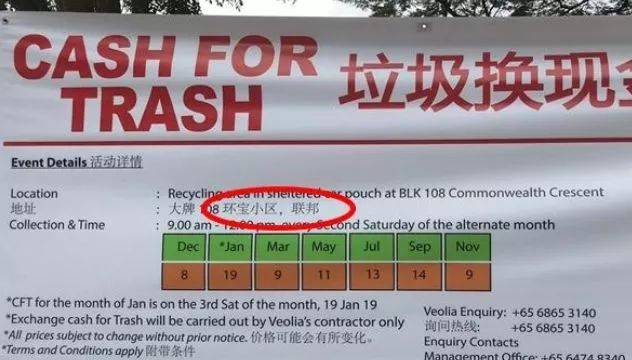 CASH FOR
TRASH
垃圾换现金
Event Details 活动详情
Location : Recycling area in sheltered car pouch at BLK 108 Commonwealth Crescent
地址 : 大牌 108 环宝小区，联邦
Collection & Time : 9.00 am - 12.00 pm, every Second Saturday of the alternate month
Dec *Jan Mar May Jul Sep Nov
8 19 9 11 13 14 9
*CFT for the month of Jan is on the 3rd Sat of the month, 19 Jan 19
*Exchange cash for Trash will be carried out by Veolia's contractor only
*All prices subject to change without prior notice. 价格可能会有所变化。
*Terms and Conditions apply 附带条件
Veolia Enquiry: +65 6865 3140
询问热线: +65 6865 3140
Enquiry Contacts
Management Office: +65 6474 8340